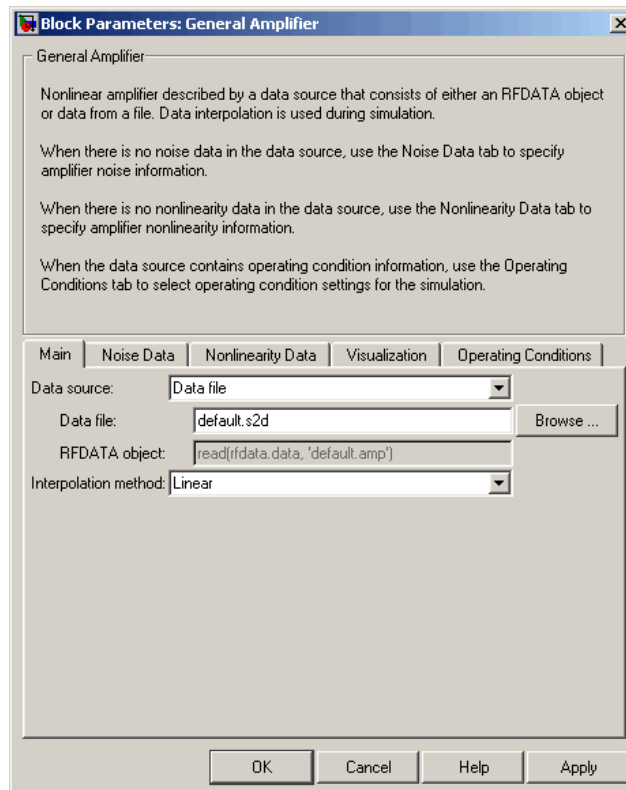 Block Parameters: General Amplifier
General Amplifier
Nonlinear amplifier described by a data source that consists of either an RFDATA object
or data from a file. Data interpolation is used during simulation.
When there is no noise data in the data source, use the Noise Data tab to specify
amplifier noise information.
When there is no nonlinearity data in the data source, use the Nonlinearity Data tab to
specify amplifier nonlinearity information.
When the data source contains operating condition information, use the Operating
Conditions tab to select operating condition settings for the simulation.
Main Noise Data Nonlinearity Data Visualization Operating Conditions
Data source: Data file
Data file: default.s2d Browse ...
RFDATA object: read(rfdata.data, 'default.amp')
Interpolation method: Linear
OK Cancel Help Apply